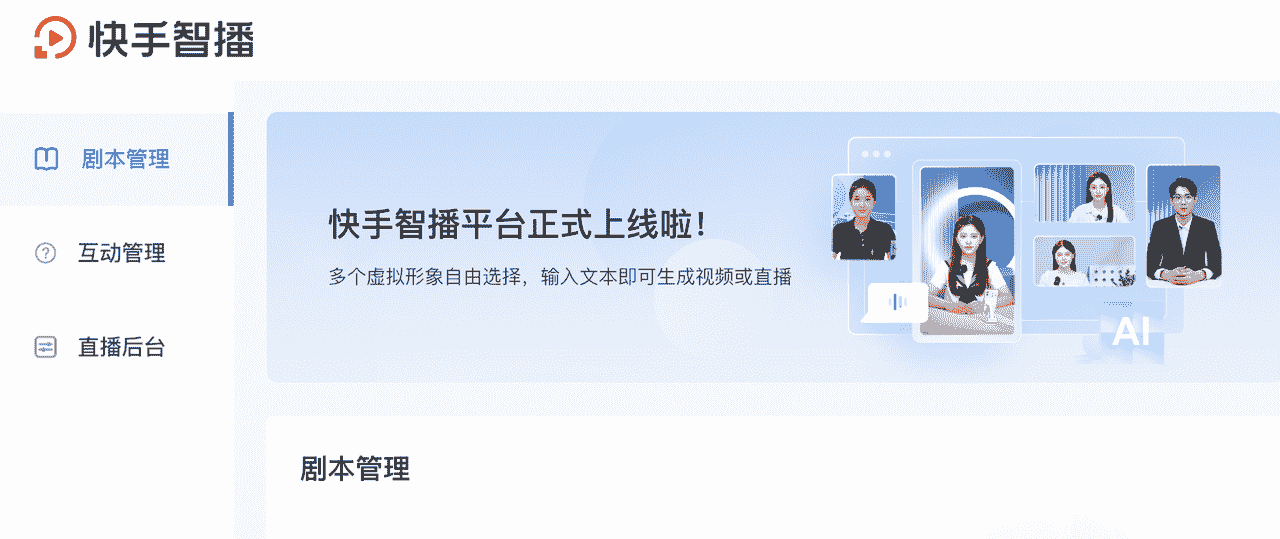 快手智播
剧本管理
互动管理
直播后台
快手智播平台正式上线啦！
多个虚拟形象自由选择，输入文本即可生成视频或直播
AI
剧本管理